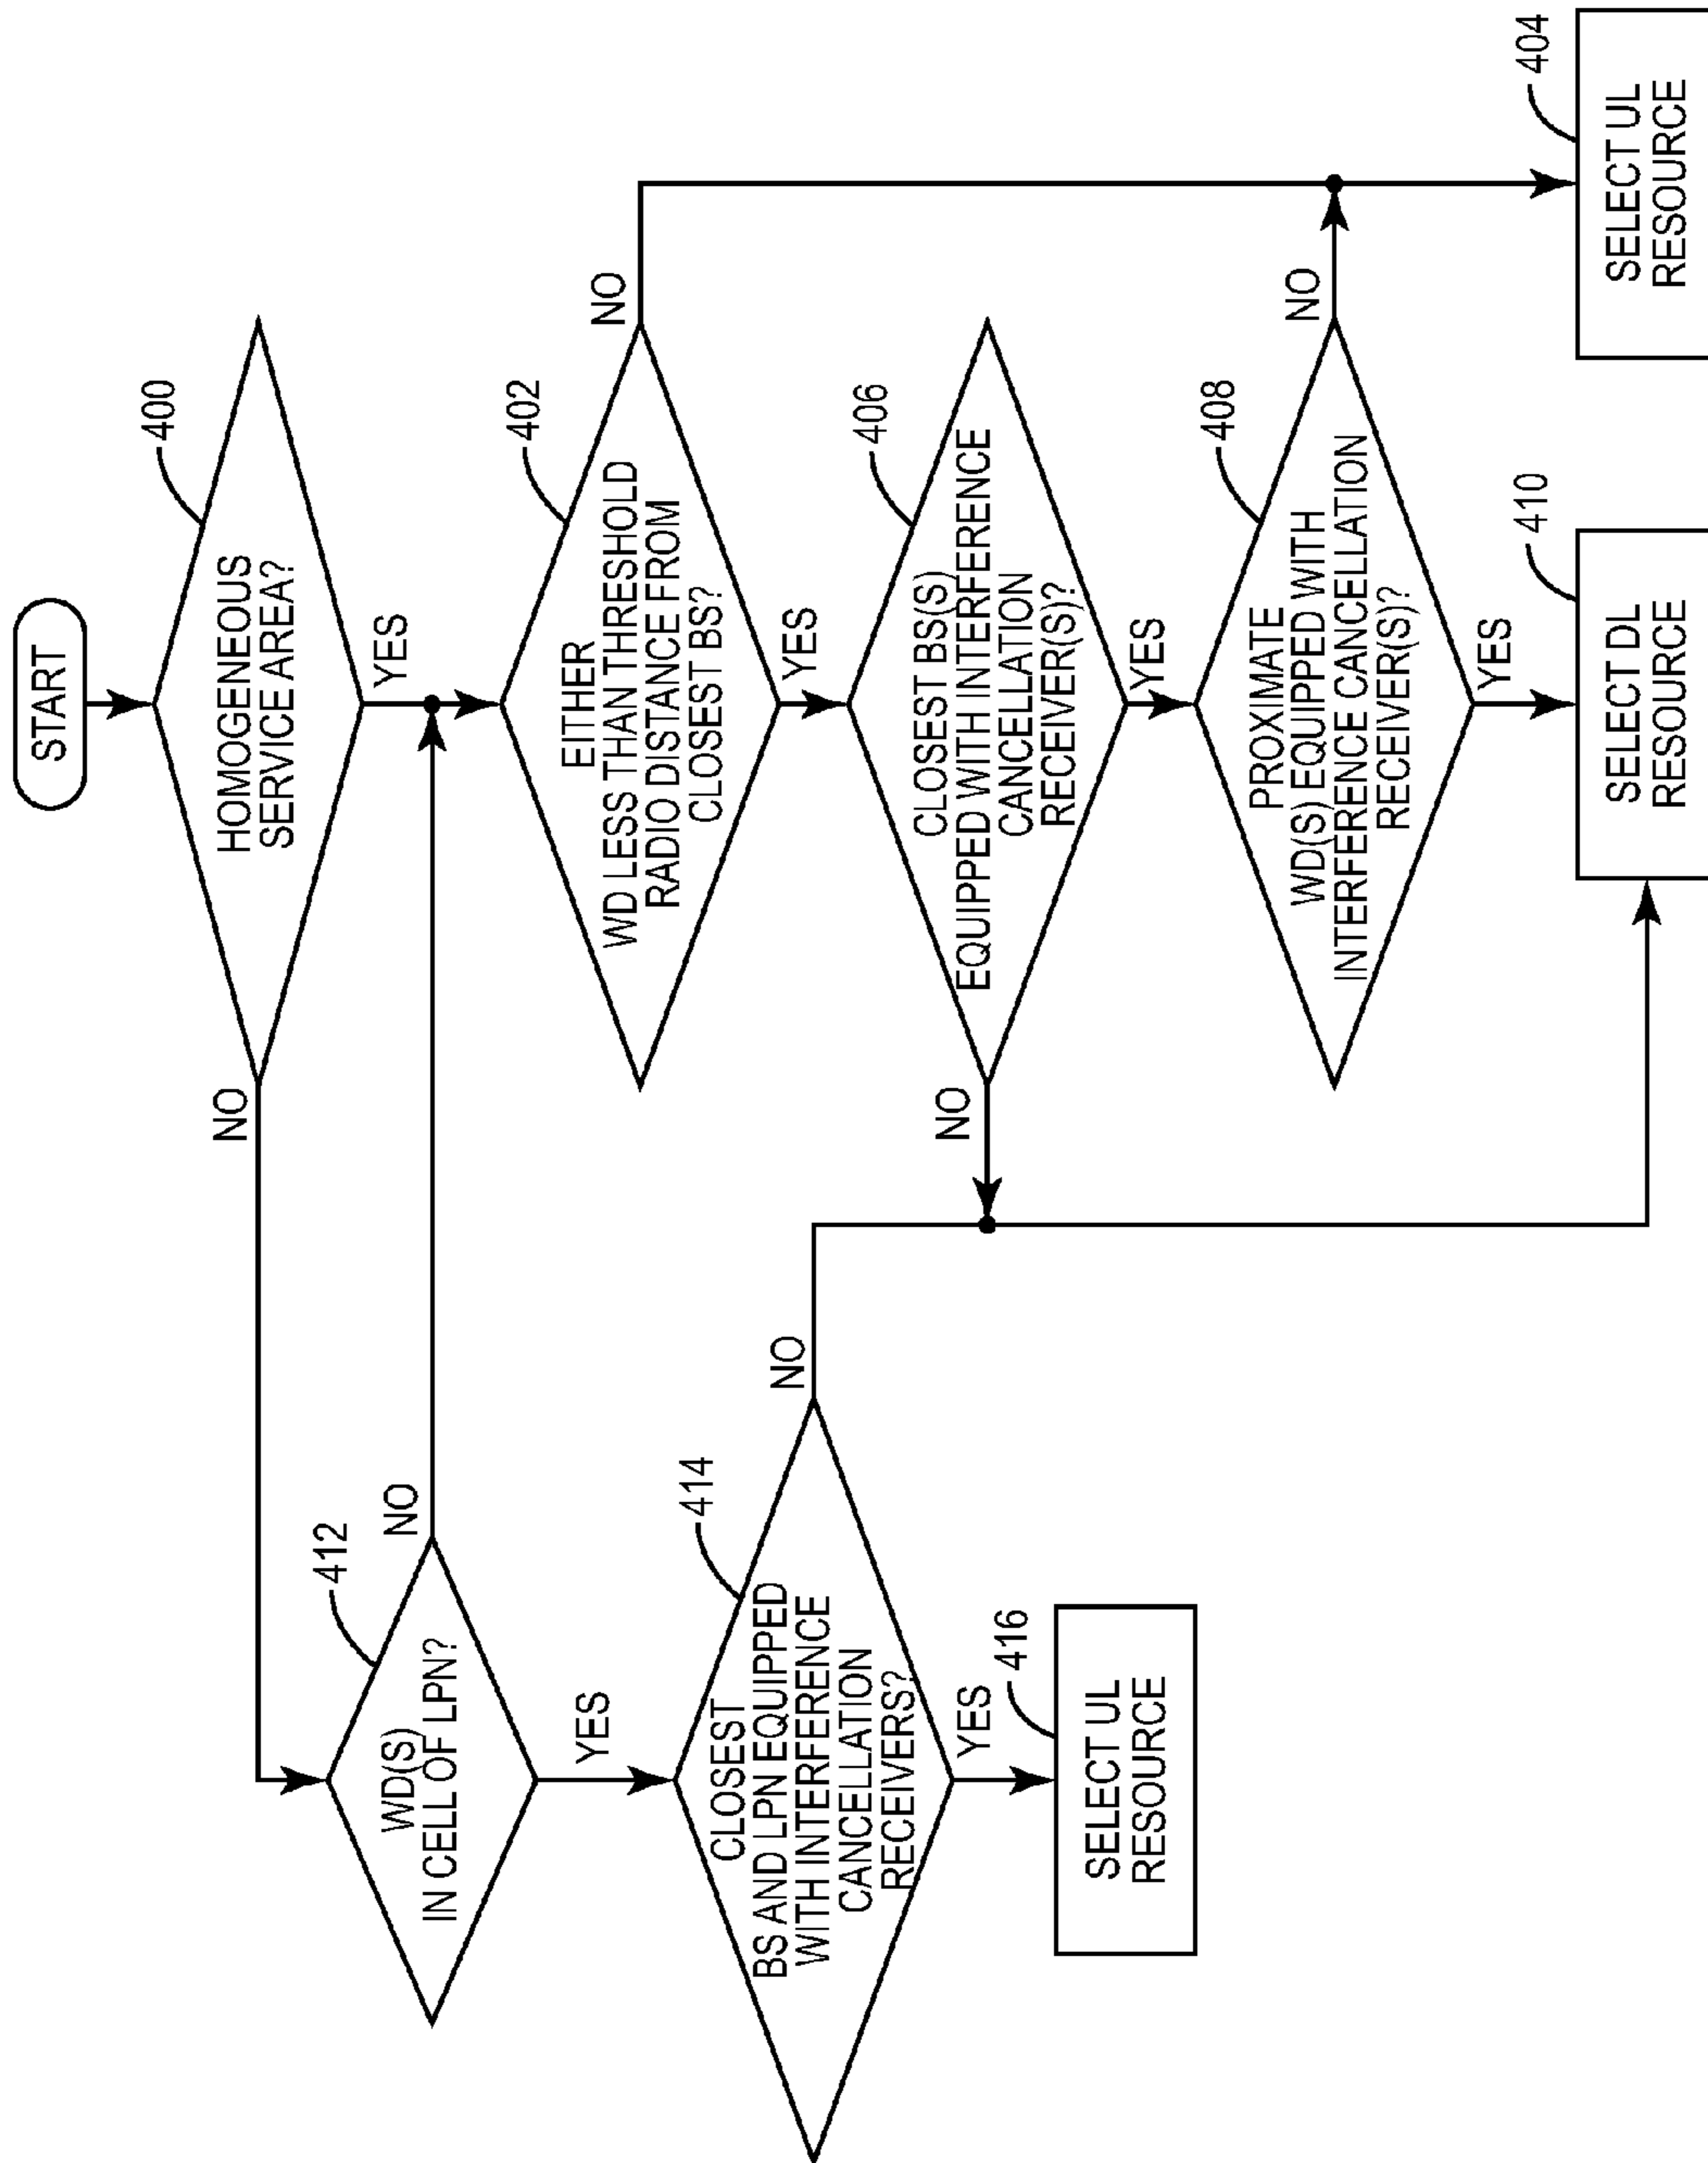 START
400
HOMOGENEOUS
SERVICE AREA?
NO
YES
412
WD(S)
IN CELL OF LPN?
NO
YES
402
EITHER
WD LESS THAN THRESHOLD
RADIO DISTANCE FROM
CLOSEST BS?
NO
YES
414
CLOSEST
BS AND LPN EQUIPPED
WITH INTERFERENCE
CANCELLATION
RECEIVERS?
NO
YES
406
CLOSEST BS(S)
EQUIPPED WITH INTERFERENCE
CANCELLATION
RECEIVER(S)?
NO
YES
416
SELECT UL
RESOURCE
408
PROXIMATE
WD(S) EQUIPPED WITH
INTERFERENCE CANCELLATION
RECEIVER(S)?
NO
YES
410
SELECT DL
RESOURCE
404
SELECT UL
RESOURCE